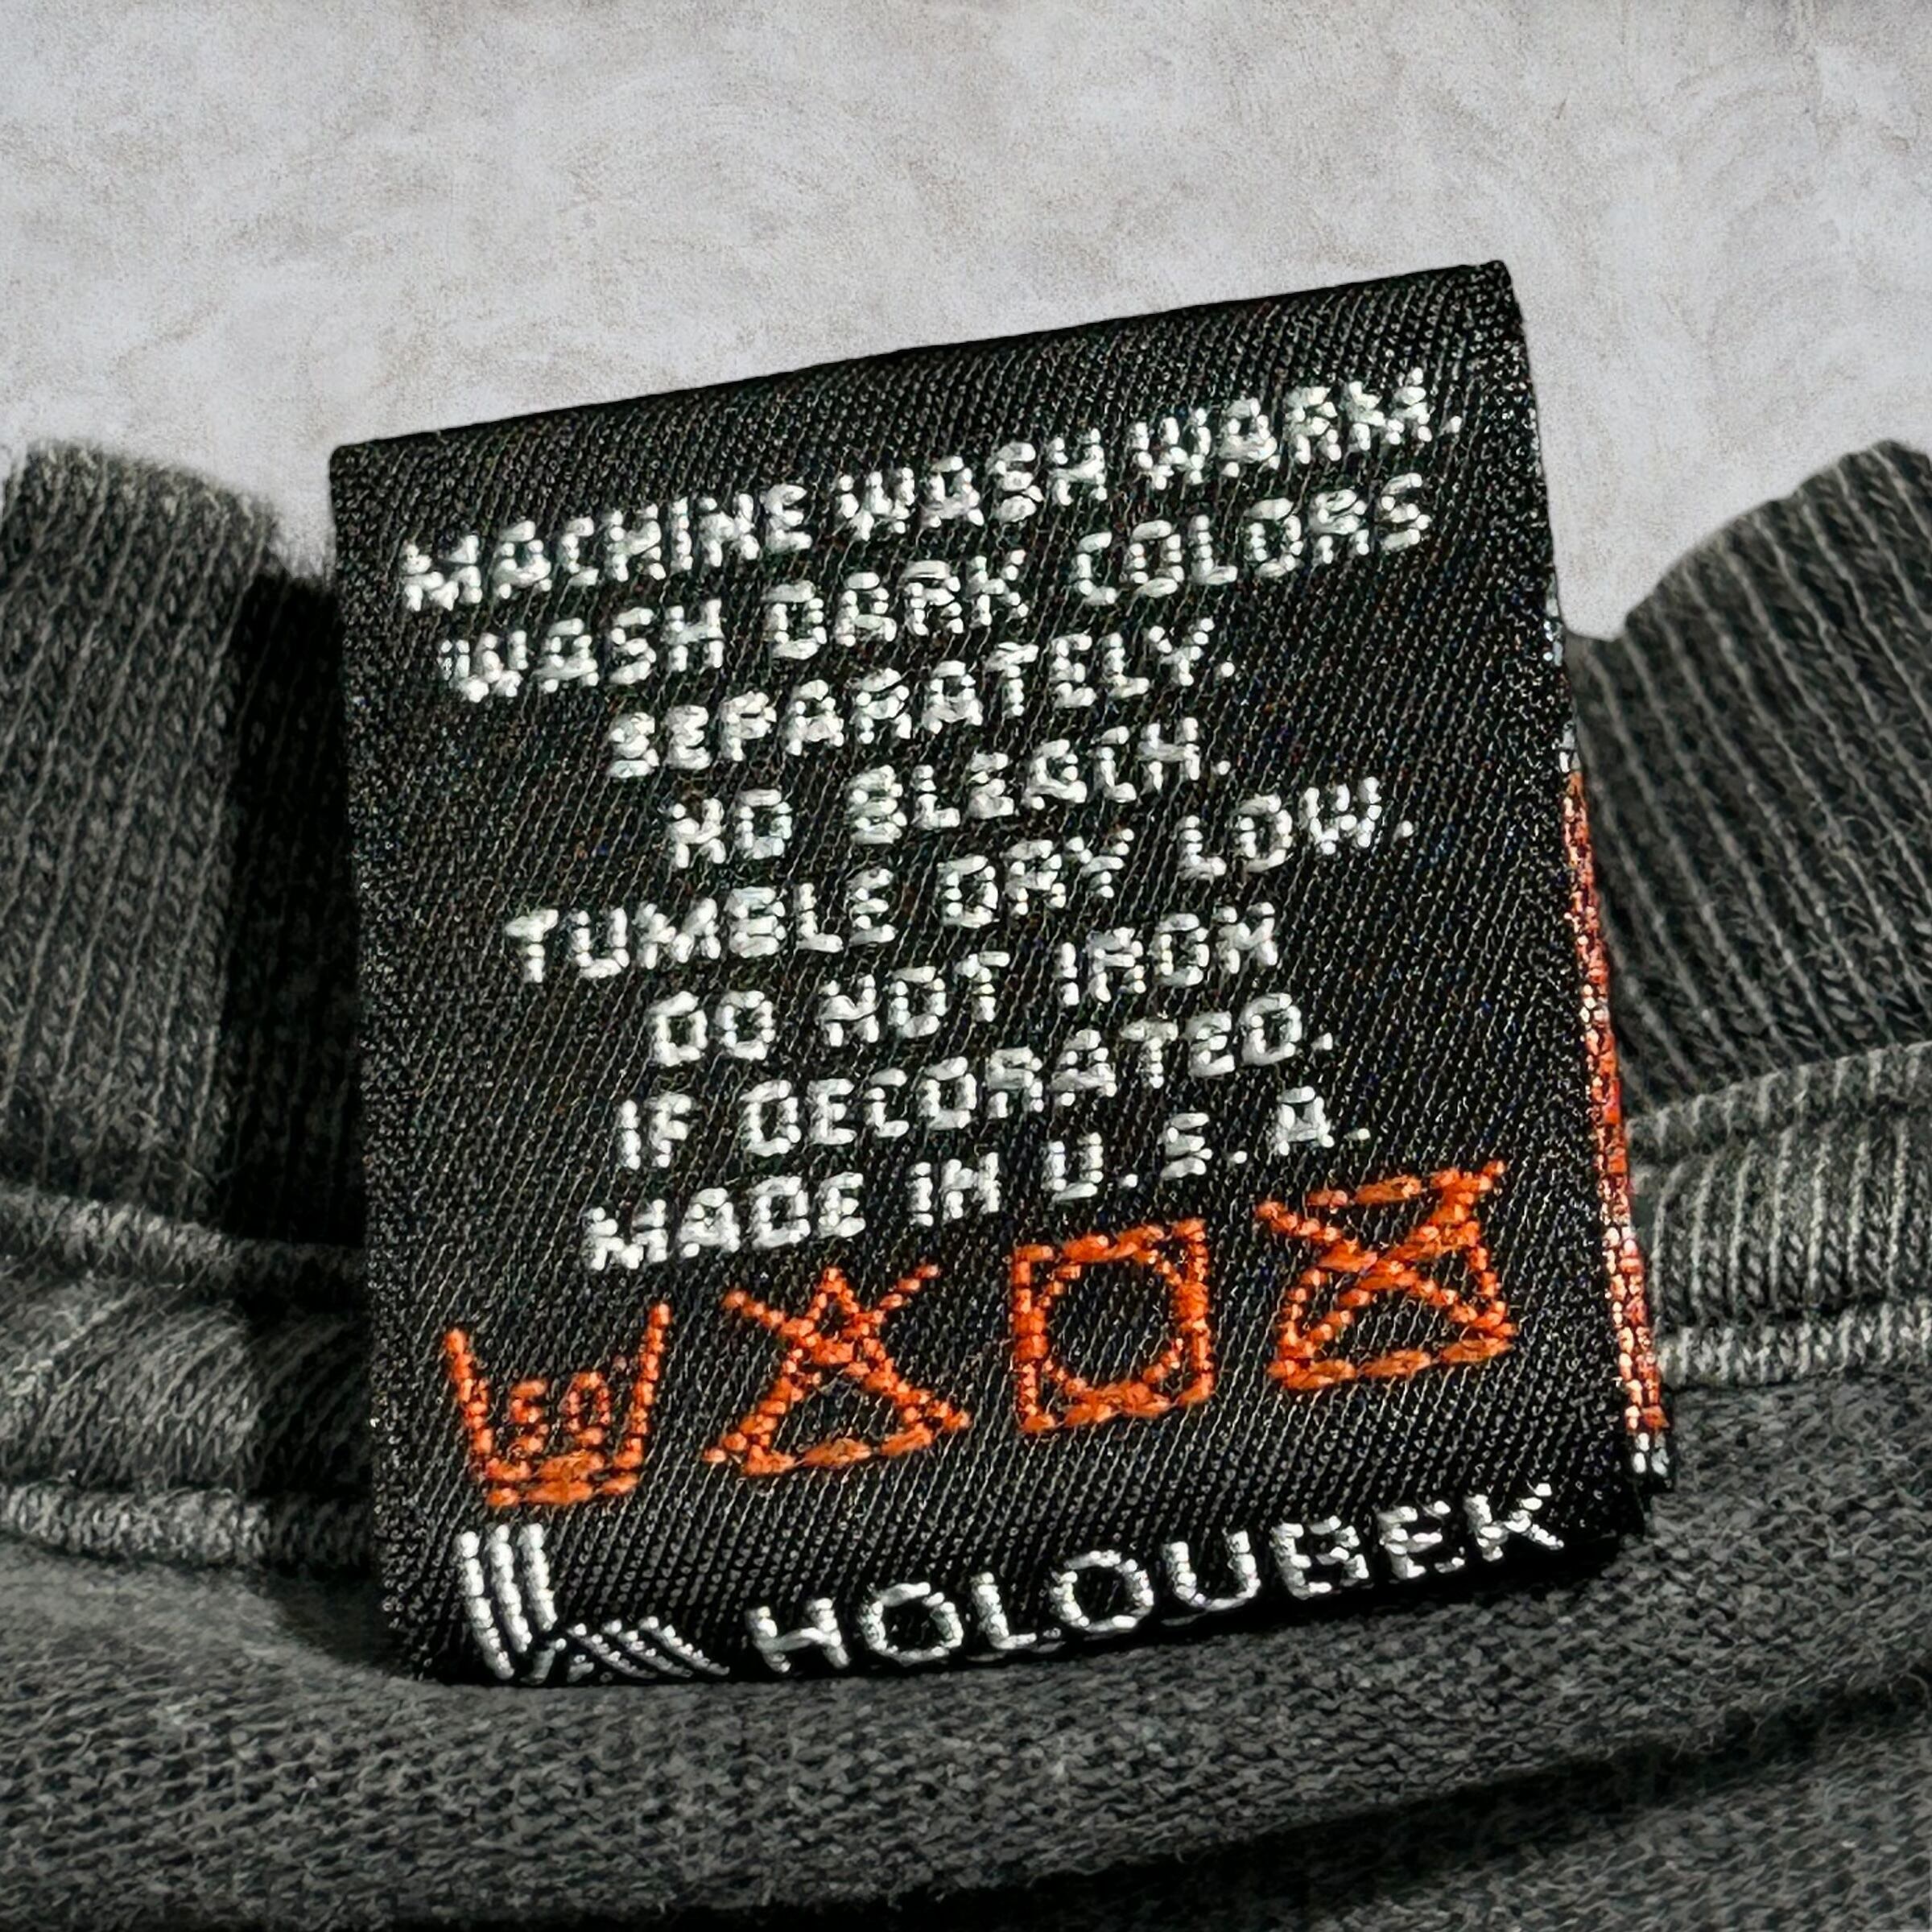 MACHINE WASH WARM.
WASH DARK COLORS
SEPARATELY.
NO BLEACH.
TUMBLE DRY LOW.
DO NOT IRON
IF DECORATED.
MADE IN U.S.A.
HOLOUBEK